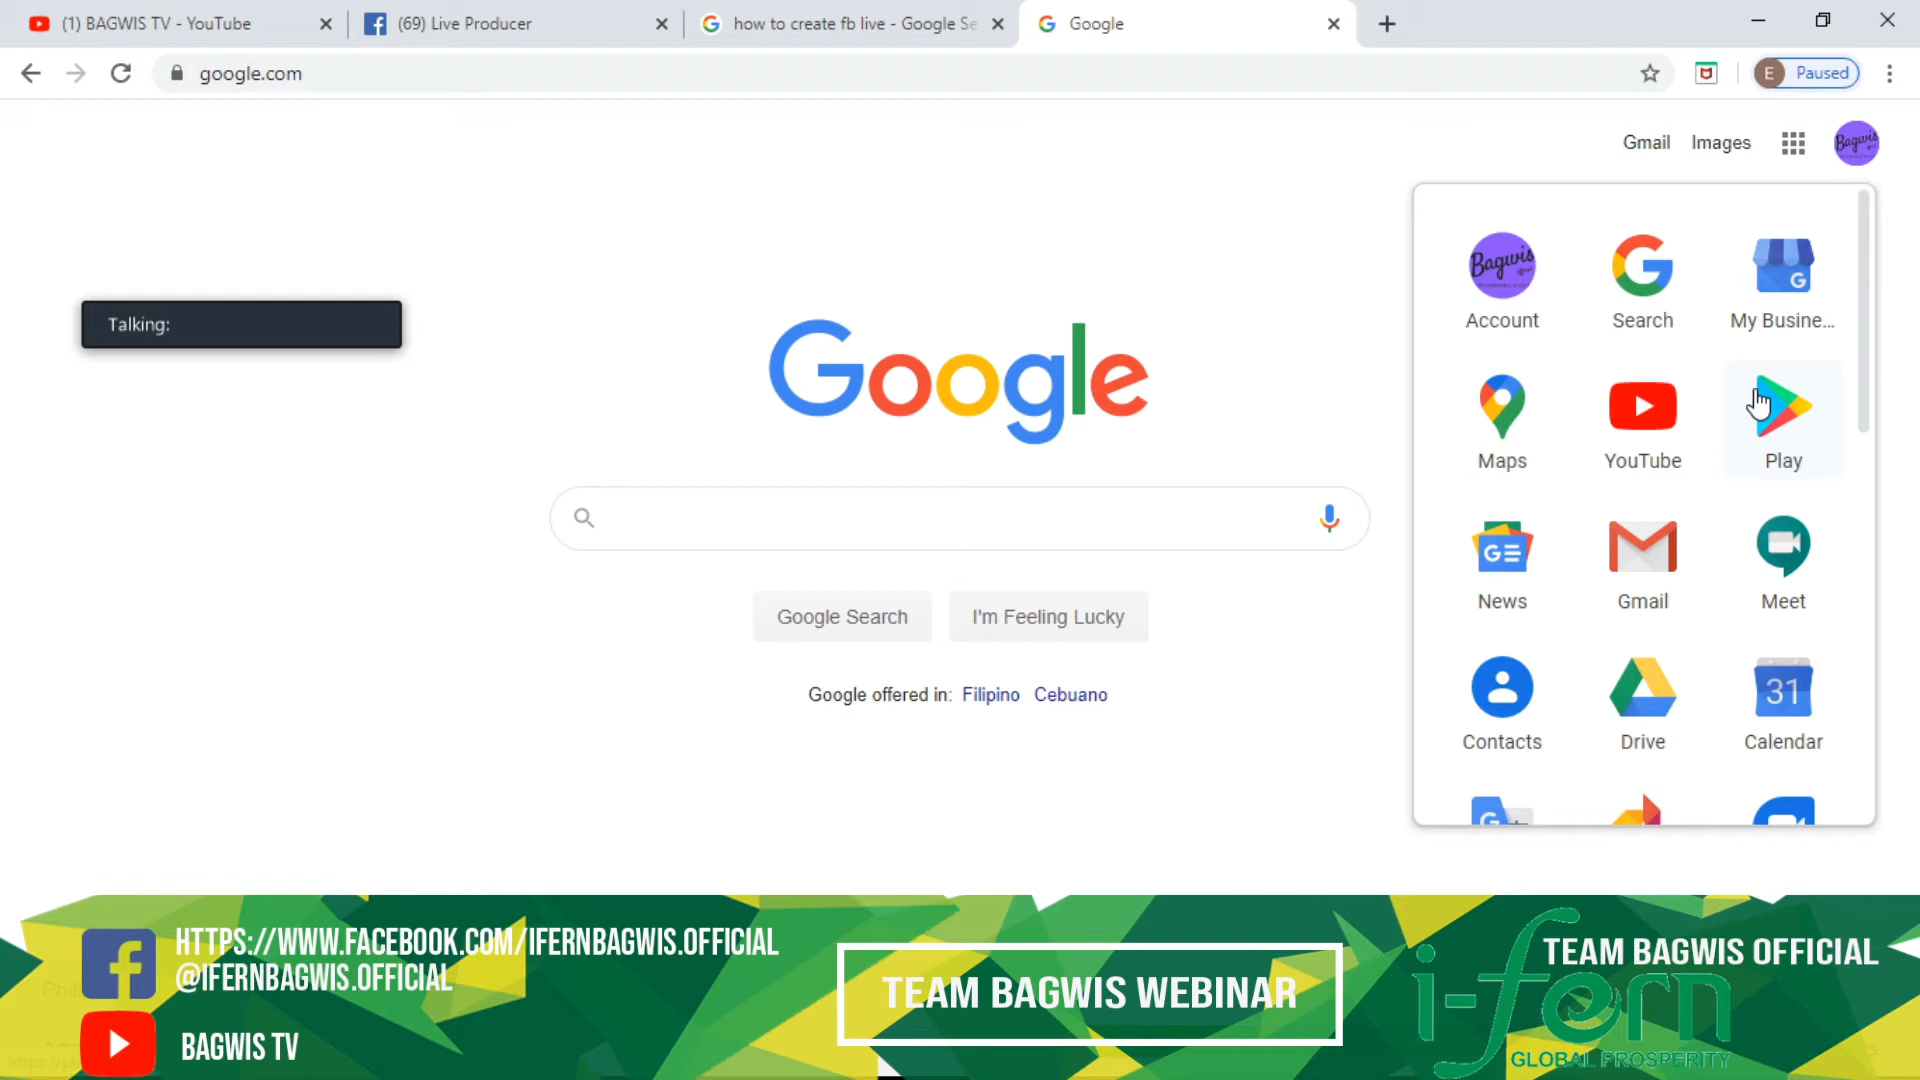 (1) BAGWIS TV - YouTube
(69) Live Producer
how to create fb live - Google Se
Google
google.com
E Paused
Gmail Images
Bagwis
Talking:
Google
Account Search My Busine...
Maps YouTube Play
News Gmail Meet
Contacts Drive Calendar
31
Google Search I'm Feeling Lucky
Google offered in: Filipino Cebuano
HTTPS://WWW.FACEBOOK.COM/IFERNBAGWIS.OFFICIAL
@IFERNBAGWIS.OFFICIAL
BAGWIS TV
TEAM BAGWIS WEBINAR
TEAM BAGWIS OFFICIAL
i-fern
GLOBAL PROSPERITY